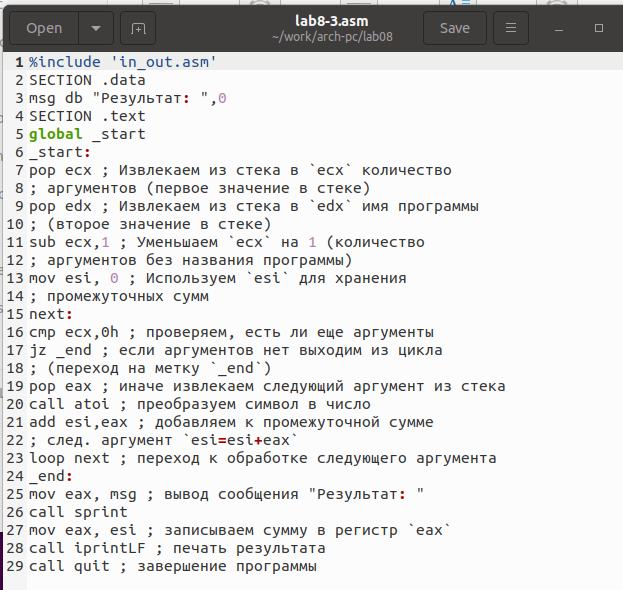 Open
lab8-3.asm
~/work/arch-pc/lab08
Save
1 %include 'in_out.asm'
2 SECTION .data
3 msg db "Результат: ",0
4 SECTION .text
5 global _start
6 _start:
7 pop ecx ; Извлекаем из стека в `ecx` количество
8 ; аргументов (первое значение в стеке)
9 pop edx ; Извлекаем из стека в `edx` имя программы
10 ; (второе значение в стеке)
11 sub ecx,1 ; Уменьшаем `ecx` на 1 (количество
12 ; аргументов без названия программы)
13 mov esi, 0 ; Используем `esi` для хранения
14 ; промежуточных сумм
15 next:
16 cmp ecx,0h ; проверяем, есть ли еще аргументы
17 jz _end ; если аргументов нет выходим из цикла
18 ; (переход на метку `_end`)
19 pop eax ; иначе извлекаем следующий аргумент из стека
20 call atoi ; преобразуем символ в число
21 add esi,eax ; добавляем к промежуточной сумме
22 ; след. аргумент `esi=esi+eax`
23 loop next ; переход к обработке следующего аргумента
24 _end:
25 mov eax, msg ; вывод сообщения "Результат: "
26 call sprint
27 mov eax, esi ; записываем сумму в регистр `eax`
28 call iprintLF ; печать результата
29 call quit ; завершение программы